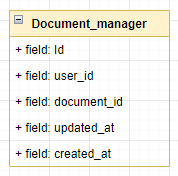 Document_manager
+ field: Id
+ field: user_id
+ field: document_id
+ field: updated_at
+ field: created_at